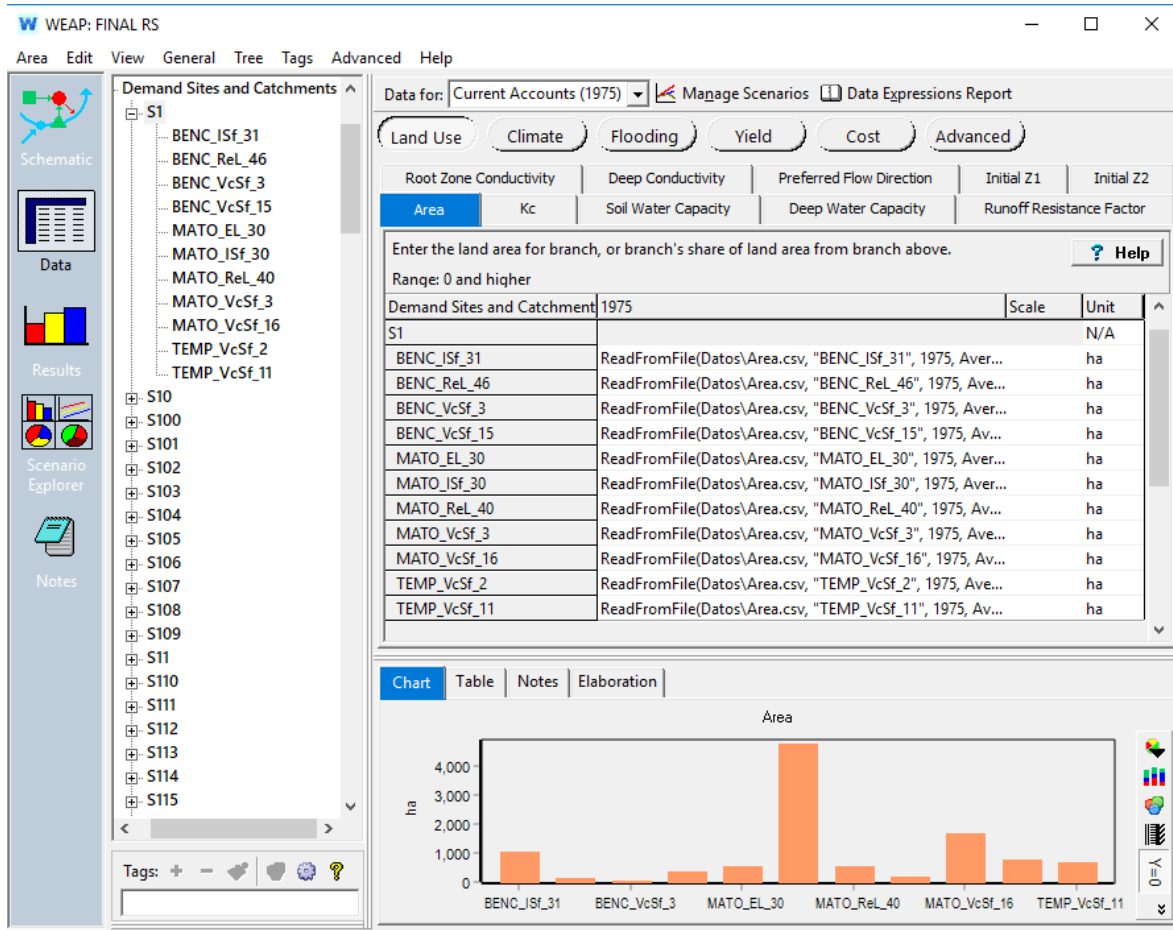 WEAP: FINAL RS
Area Edit View General Tree Tags Advanced Help
Schematic
Data
Results
Scenario
Explorer
Notes
Demand Sites and Catchments
S1
BENC_ISf_31
BENC_ReL_46
BENC_VcSf_3
BENC_VcSf_15
MATO_EL_30
MATO_ISf_30
MATO_ReL_40
MATO_VcSf_3
MATO_VcSf_16
TEMP_VcSf_2
TEMP_VcSf_11
S10
S100
S101
S102
S103
S104
S105
S106
S107
S108
S109
S11
S110
S111
S112
S113
S114
S115
Tags:
Data for: Current Accounts (1975) Manage Scenarios Data Expressions Report
Land Use Climate Flooding Yield Cost Advanced
Root Zone Conductivity Deep Conductivity Preferred Flow Direction Initial Z1 Initial Z2
Area Kc Soil Water Capacity Deep Water Capacity Runoff Resistance Factor
Enter the land area for branch, or branch's share of land area from branch above.
? Help
Range: 0 and higher
Demand Sites and Catchment 1975 Scale Unit
S1 N/A
BENC_ISf_31 ReadFromFile(Datos\Area.csv, "BENC_ISf_31", 1975, Aver... ha
BENC_ReL_46 ReadFromFile(Datos\Area.csv, "BENC_ReL_46", 1975, Ave... ha
BENC_VcSf_3 ReadFromFile(Datos\Area.csv, "BENC_VcSf_3", 1975, Aver... ha
BENC_VcSf_15 ReadFromFile(Datos\Area.csv, "BENC_VcSf_15", 1975, Av... ha
MATO_EL_30 ReadFromFile(Datos\Area.csv, "MATO_EL_30", 1975, Aver... ha
MATO_ISf_30 ReadFromFile(Datos\Area.csv, "MATO_ISf_30", 1975, Aver... ha
MATO_ReL_40 ReadFromFile(Datos\Area.csv, "MATO_ReL_40", 1975, Av... ha
MATO_VcSf_3 ReadFromFile(Datos\Area.csv, "MATO_VcSf_3", 1975, Ave... ha
MATO_VcSf_16 ReadFromFile(Datos\Area.csv, "MATO_VcSf_16", 1975, Av... ha
TEMP_VcSf_2 ReadFromFile(Datos\Area.csv, "TEMP_VcSf_2", 1975, Ave... ha
TEMP_VcSf_11 ReadFromFile(Datos\Area.csv, "TEMP_VcSf_11", 1975, Av... ha
Chart Table Notes Elaboration
Area
ha
4,000
3,000
2,000
1,000
0
BENC_ISf_31 BENC_VcSf_3 MATO_EL_30 MATO_ReL_40 MATO_VcSf_16 TEMP_VcSf_11
Y=0